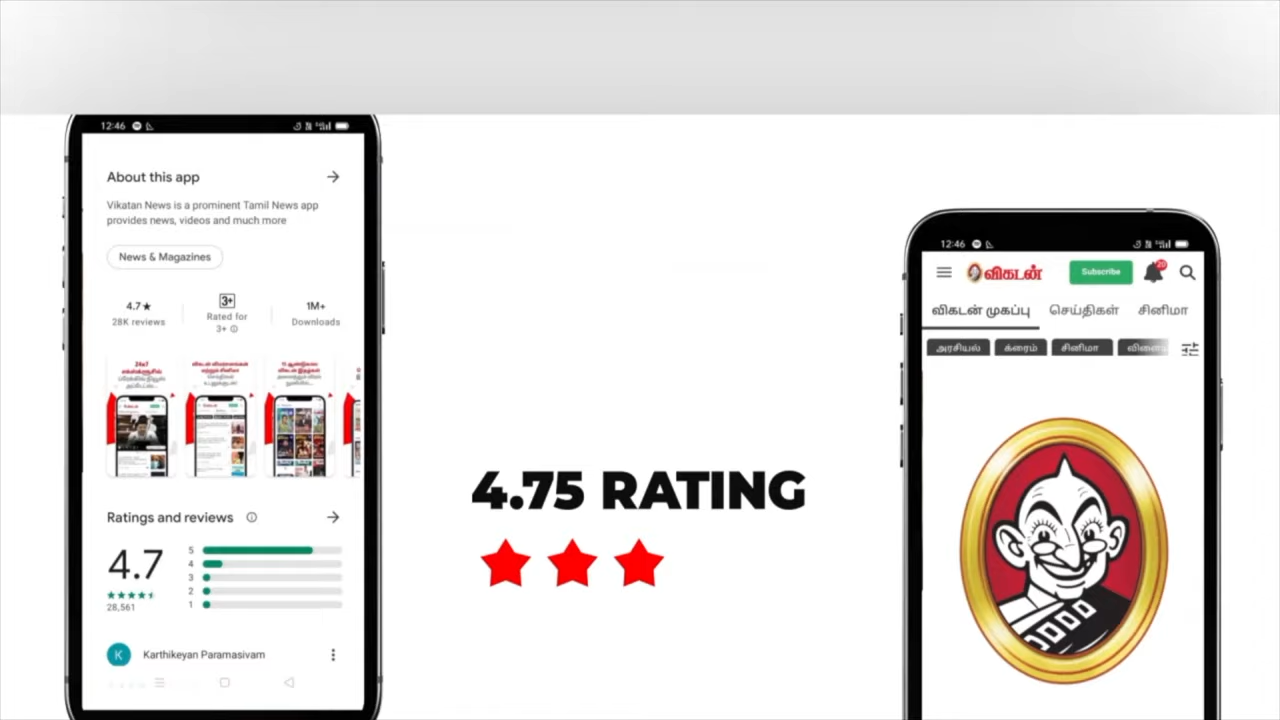 12:46
About this app
Vikatan News is a prominent Tamil News app
provides news, videos and much more
News & Magazines
4.7★
28K reviews
3+
Rated for
3+
1M+
Downloads
24x7
Ratings and reviews
4.7
28,561
5
4
3
2
1
K
Karthikeyan Paramasivam
4.75 RATING
12:46
விகடன்
Subscribe
விகடன் முகப்பு
செய்திகள்
சினிமா
அரசியல்
க்ரைம்
சினிமா